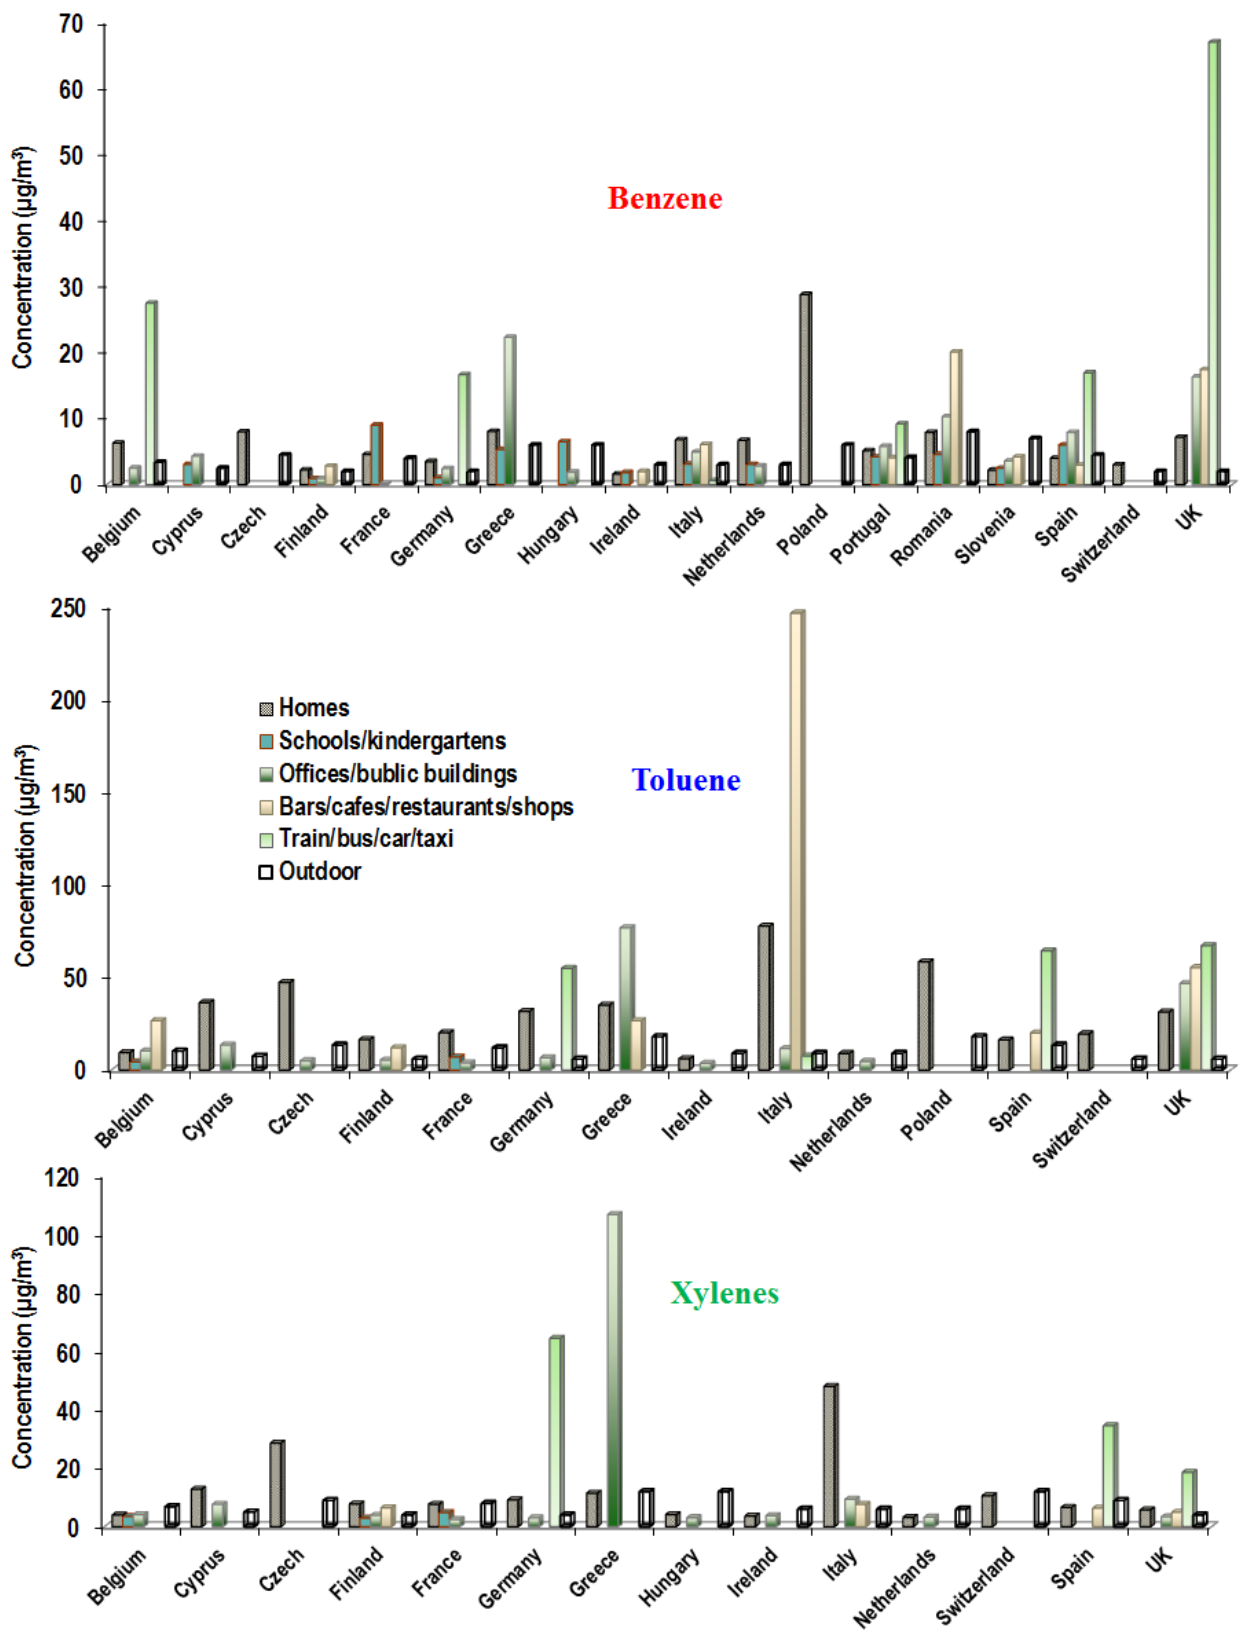 70
60
50
40
30
20
10
0
Concentration (µg/m³)
Benzene
Belgium
Cyprus
Czech
Finland
France
Germany
Greece
Hungary
Ireland
Italy
Netherlands
Poland
Portugal
Romania
Slovenia
Spain
Switzerland
UK
250
200
150
100
50
0
Concentration (µg/m³)
Homes
Schools/kindergartens
Offices/bublic buildings
Bars/cafes/restaurants/shops
Train/bus/car/taxi
Outdoor
Toluene
Belgium
Cyprus
Czech
Finland
France
Germany
Greece
Ireland
Italy
Netherlands
Poland
Spain
Switzerland
UK
120
100
80
60
40
20
0
Concentration (µg/m³)
Xylenes
Belgium
Cyprus
Czech
Finland
France
Germany
Greece
Hungary
Ireland
Italy
Netherlands
Switzerland
Spain
UK